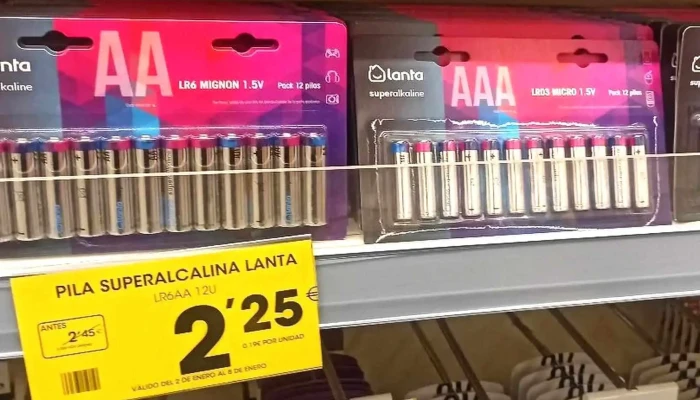 lanta
alkaline
AA
LR6 MIGNON 1.5V
Pack 12 pilas
lanta
superalkaline
AAA
LR03 MICRO 1.5V
Pack 12 pilas
PILA SUPERALCALINA LANTA
LR6AA 12U
ANTES
2'45€
2'25€
0.19€ POR UNIDAD
VÁLIDO DEL 2 DE ENERO AL 8 DE ENERO